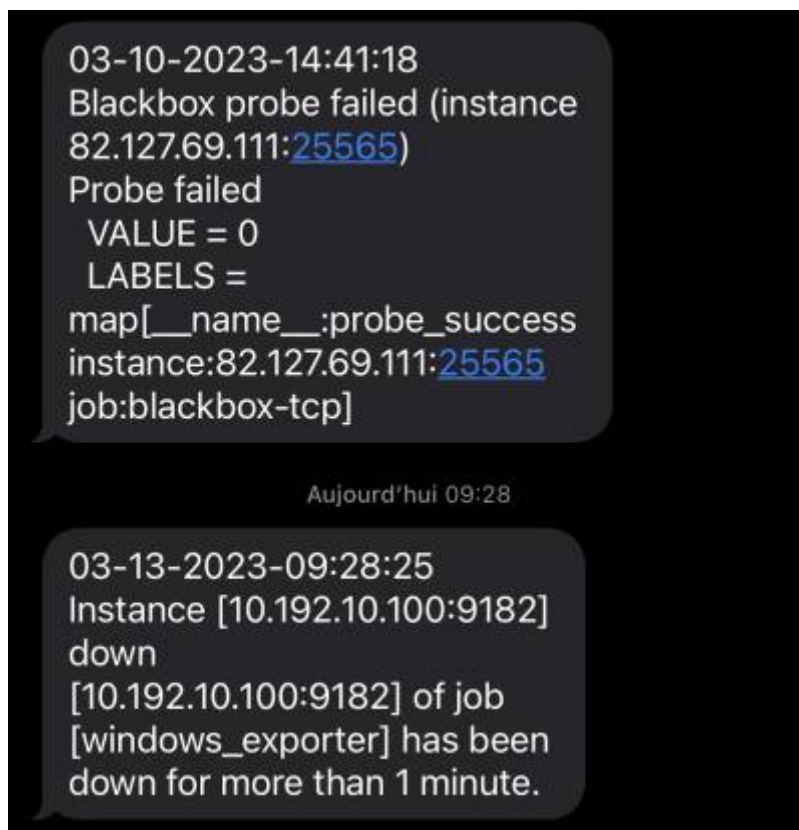 03-10-2023-14:41:18
Blackbox probe failed (instance
82.127.69.111:25565)
Probe failed
VALUE = 0
LABELS =
map[__name__:probe_success
instance:82.127.69.111:25565
job:blackbox-tcp]
Aujourd'hui 09:28
03-13-2023-09:28:25
Instance [10.192.10.100:9182]
down
[10.192.10.100:9182] of job
[windows_exporter] has been
down for more than 1 minute.